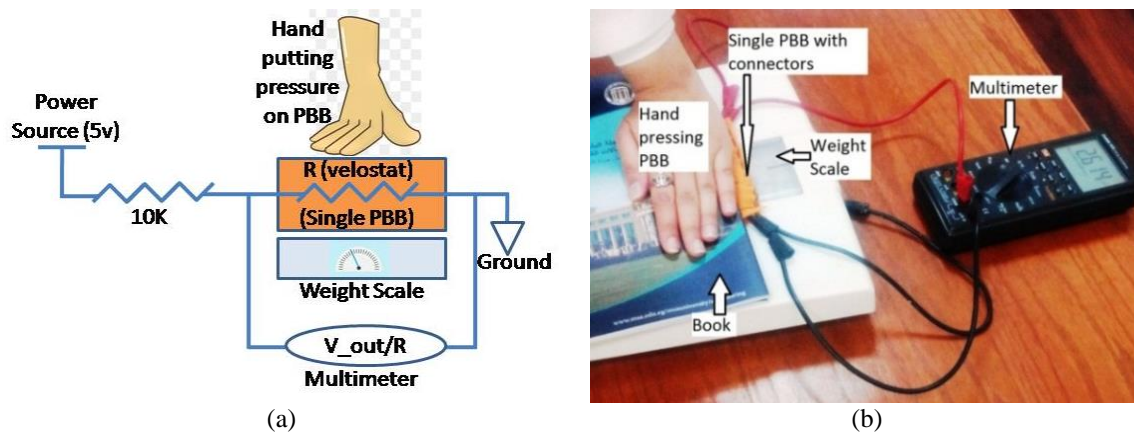 Hand
putting
pressure
on PBB
Power
Source (5v)
10K
R (velostat)
(Single PBB)
Ground
Weight Scale
V_out/R
Multimeter
(a)
Single PBB with
connectors
Multimeter
Hand
pressing
PBB
Weight
Scale
Book
(b)